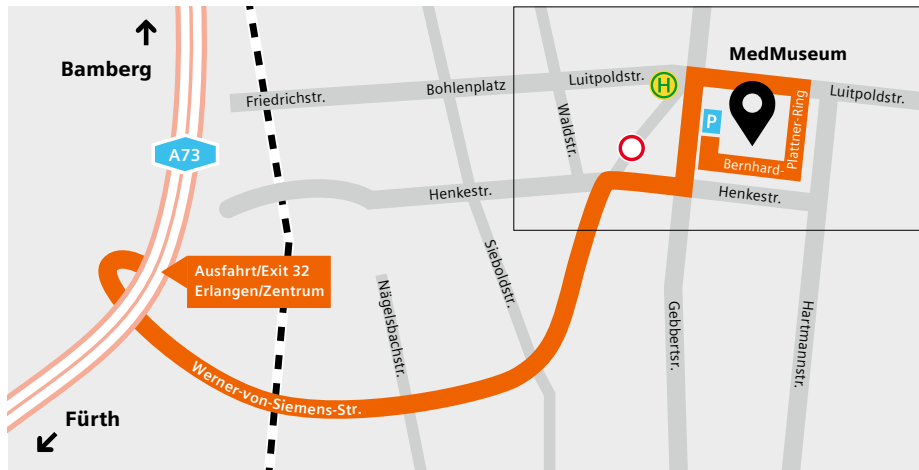 Bamberg
MedMuseum
Friedrichstr.
Bohlenplatz
Luitpoldstr.
H
Luitpoldstr.
Waldstr.
P
Plattner-Ring
Bernhard-
A73
Henkestr.
Henkestr.
Ausfahrt/Exit 32
Erlangen/Zentrum
Nägelsbachstr.
Sieboldstr.
Gebbertsr.
Hartmannstr.
Werner-von-Siemens-Str.
Fürth